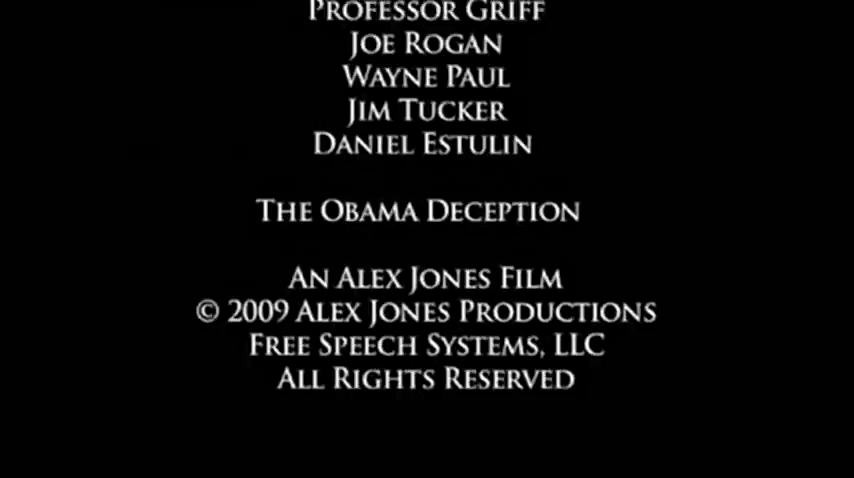 Professor Griff
Joe Rogan
Wayne Paul
Jim Tucker
Daniel Estulin
The Obama Deception
An Alex Jones Film
© 2009 Alex Jones Productions
Free Speech Systems, LLC
All Rights Reserved